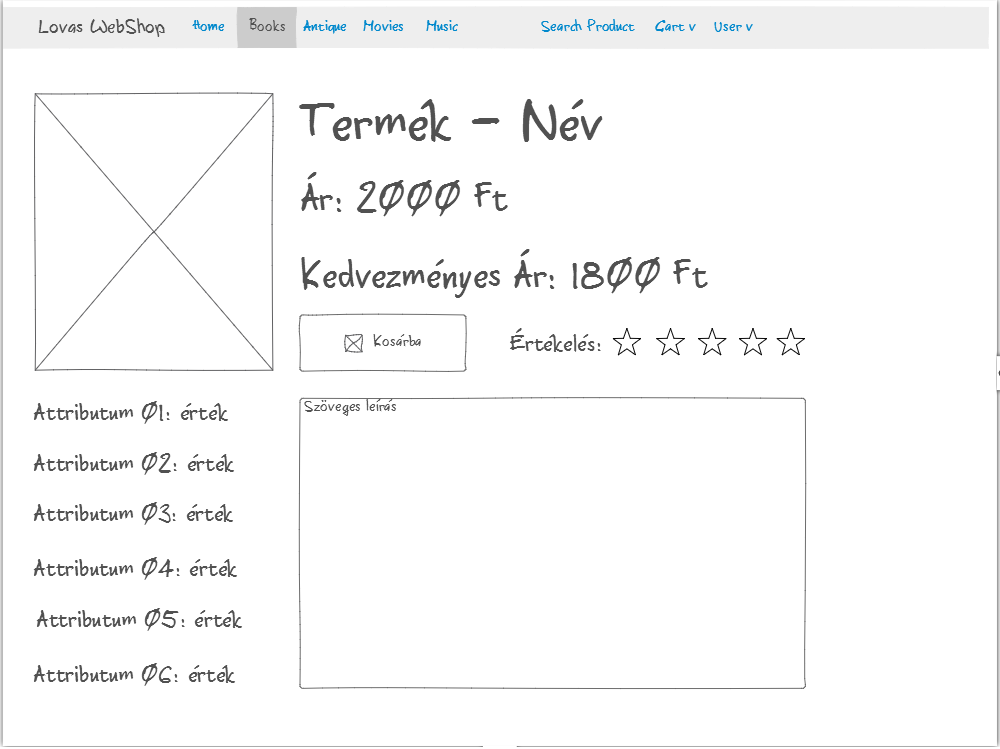 Lovas WebShop Home Books Antique Movies Music Search Product Cart v User v
Termék - Név
Ár: 2000 Ft
Kedvezményes Ár: 1800 Ft
Kosárba
Értékelés:
Szöveges leírás
Attributum 01: érték
Attributum 02: érték
Attributum 03: érték
Attributum 04: érték
Attributum 05: érték
Attributum 06: érték